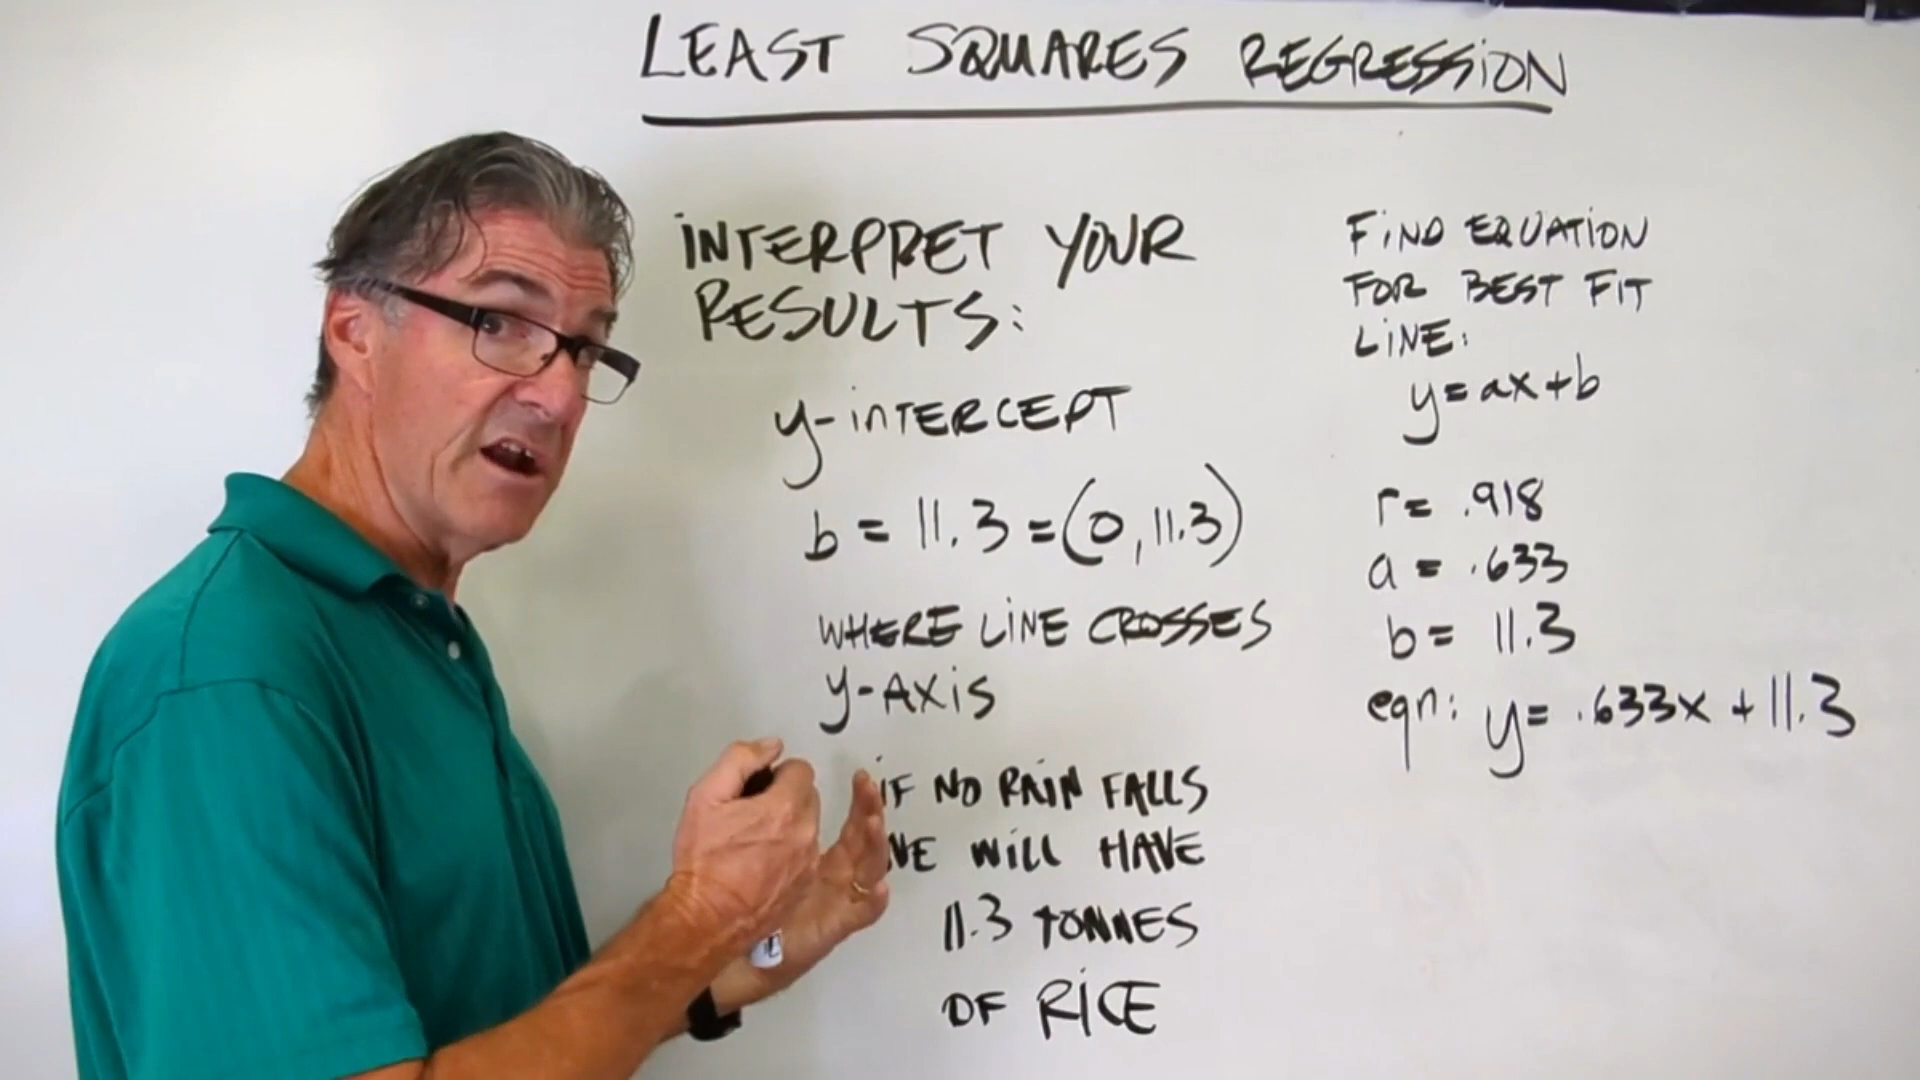 LEAST SQUARES REGRESSION
INTERPRET YOUR
RESULTS:
y-INTERCEPT
b = 11.3 = (0, 11.3)
WHERE LINE CROSSES
y-AXIS
IF NO RAIN FALLS
WE WILL HAVE
11.3 TONNES
OF RICE
FIND EQUATION
FOR BEST FIT
LINE:
y = ax + b
r = .918
a = .633
b = 11.3
eqn: y = .633x + 11.3